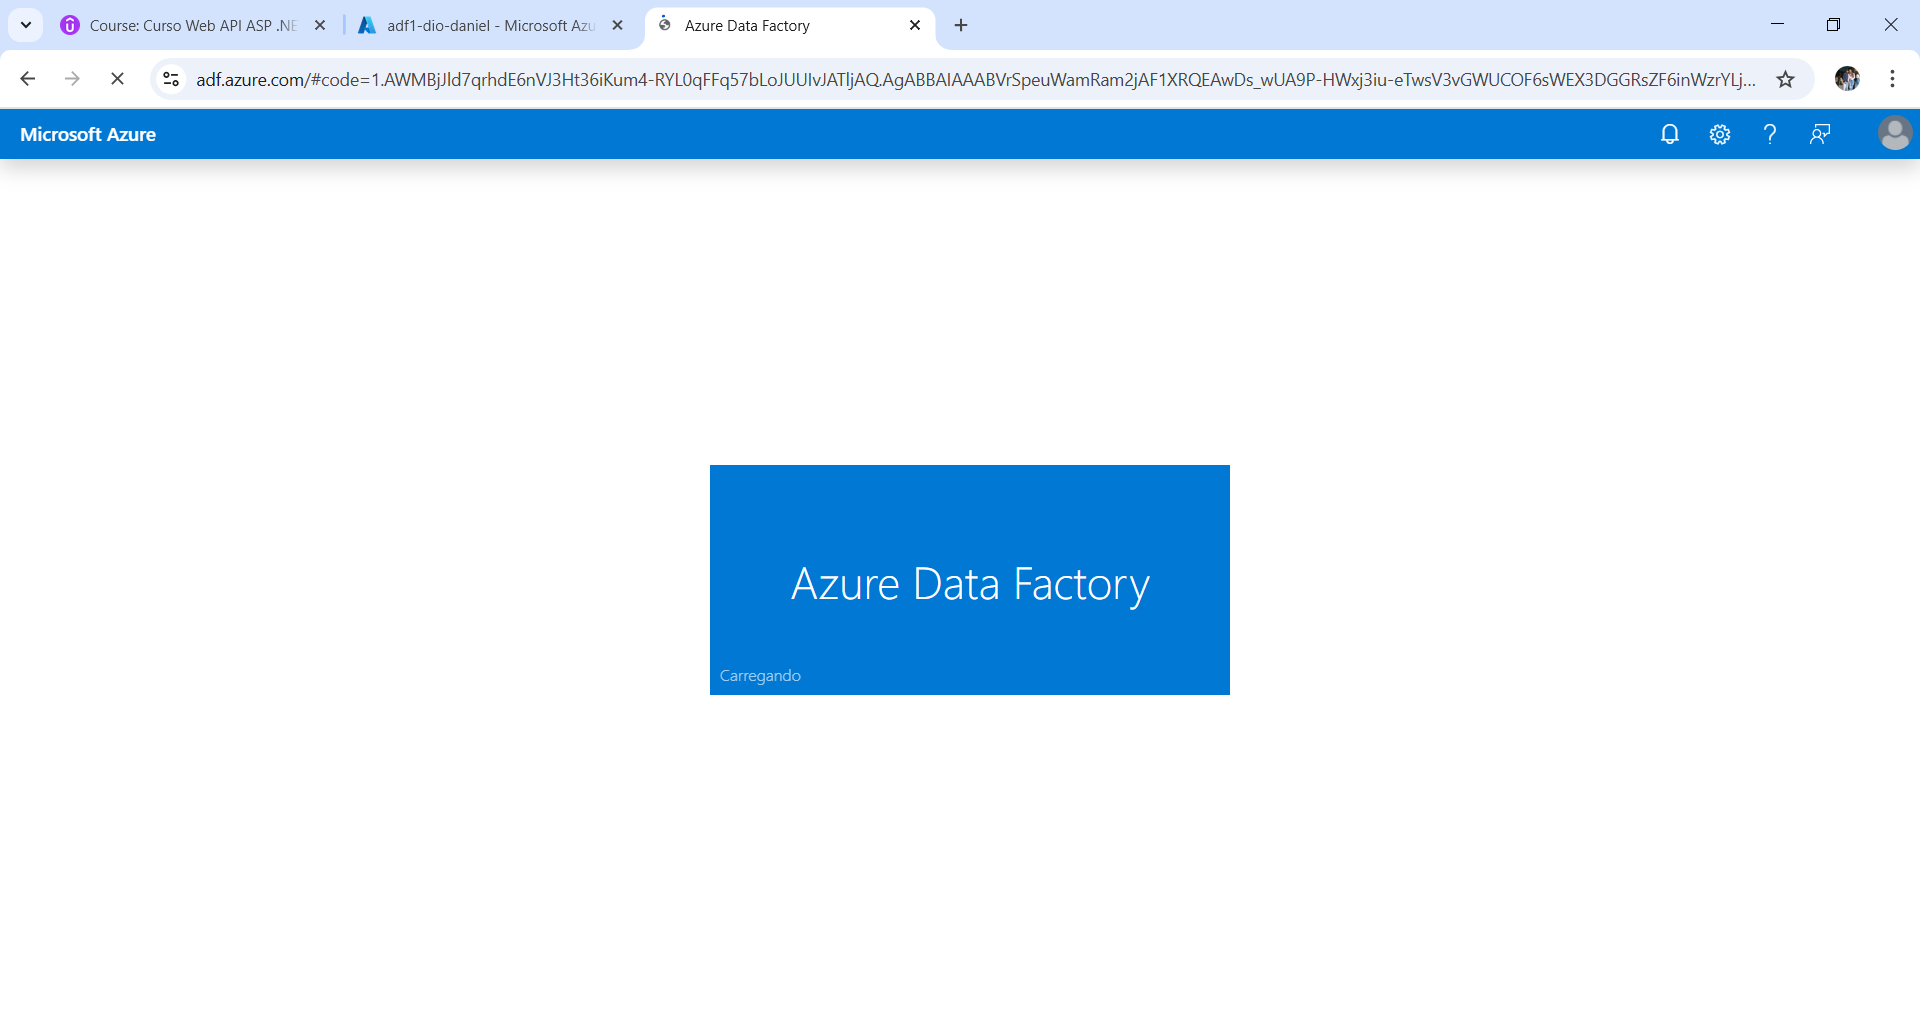 Course: Curso Web API ASP .NE
adf1-dio-daniel - Microsoft Azu
Azure Data Factory
adf.azure.com/#code=1.AWMBjJld7qrhdE6nVJ3Ht36iKum4-RYL0qFFq57bLoJUUIvJATljAQ.AgABBAIAAABVrSpeuWamRam2jAF1XRQEAwDs_wUA9P-HWxj3iu-eTwsV3vGWUCOF6sWEX3DGGRsZF6inWzrYLj...
Microsoft Azure
Azure Data Factory
Carregando